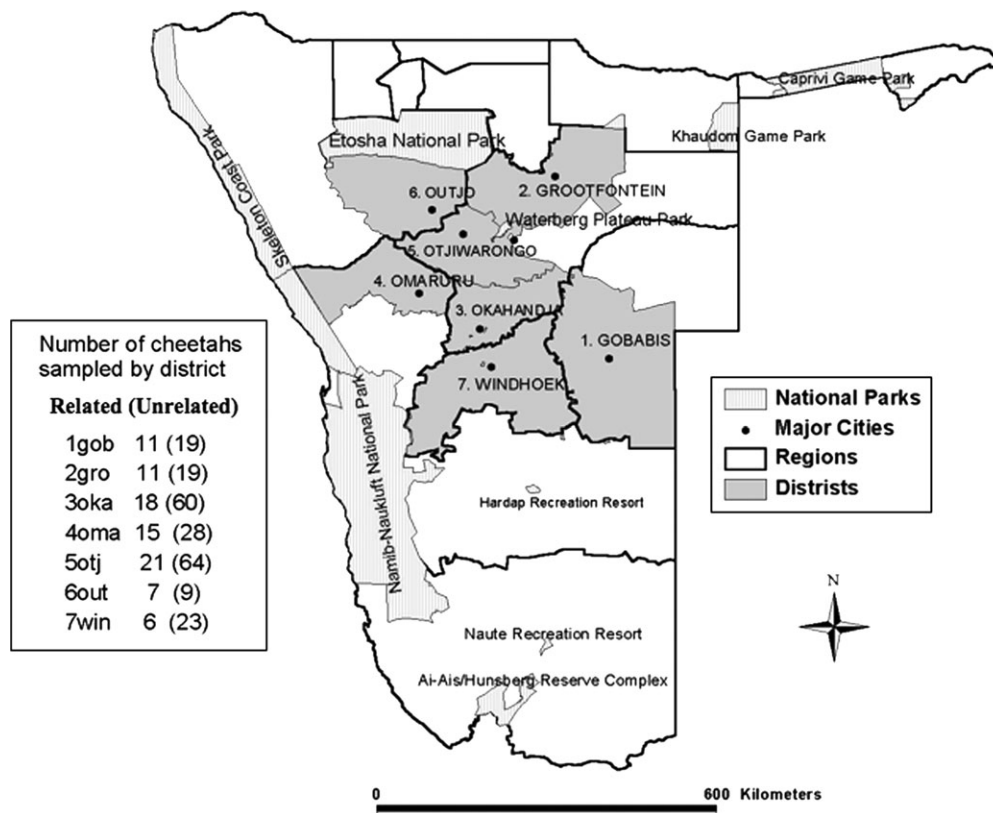 Caprivi Game Park
Khaudom Game Park
Etosha National Park
Skeleton Coast Park
6. OUTJO
2. GROOTFONTEIN
Waterberg Plateau Park
5. OTJIWARONGO
4. OMARURU
3. OKAHANDJA
1. GOBABIS
7. WINDHOEK
Namib-Naukluft National Park
Hardap Recreation Resort
Naute Recreation Resort
Ai-Ais/Hunsberg Reserve Complex
Number of cheetahs
sampled by district
Related (Unrelated)
1gob 11 (19)
2gro 11 (19)
3oka 18 (60)
4oma 15 (28)
5otj 21 (64)
6out 7 (9)
7win 6 (23)
National Parks
Major Cities
Regions
Distrists
N
0 600 Kilometers